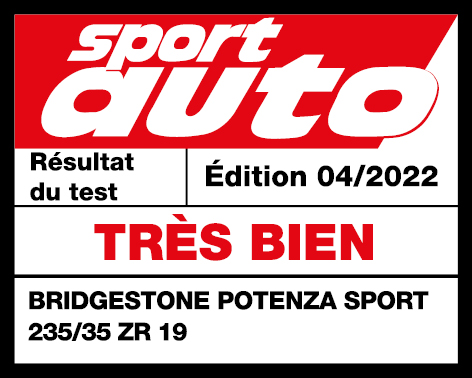 sport
auto
Résultat
du test
Édition 04/2022
TRÈS BIEN
BRIDGESTONE POTENZA SPORT
235/35 ZR 19